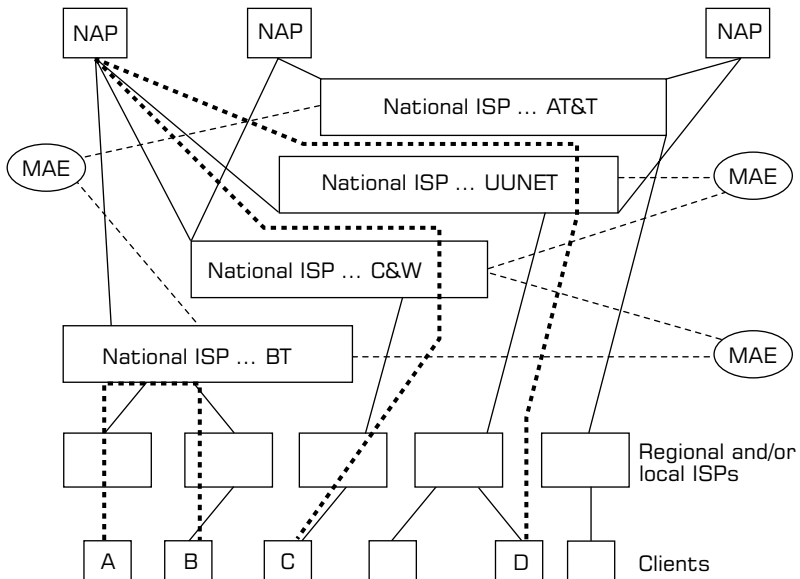 NAP
NAP
NAP
National ISP ... AT&T
MAE
National ISP ... UUNET
MAE
National ISP ... C&W
National ISP ... BT
MAE
Regional and/or
local ISPs
A
B
C
D
Clients